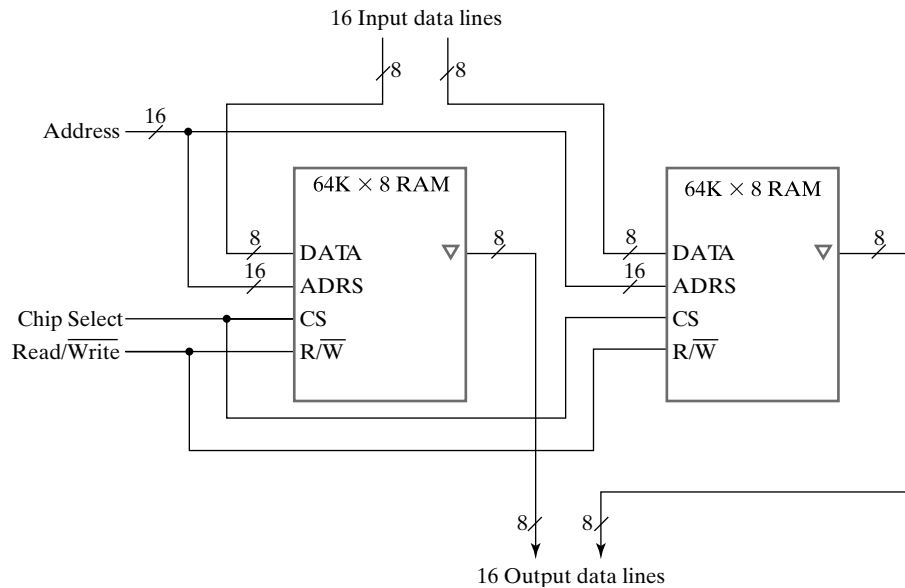 16 Input data lines
8
8
16
Address
64K × 8 RAM
64K × 8 RAM
8
DATA
8
8
DATA
8
16
ADRS
16
ADRS
Chip Select
CS
CS
Read/W̅r̅i̅t̅e̅
R/W̅
R/W̅
8
8
16 Output data lines